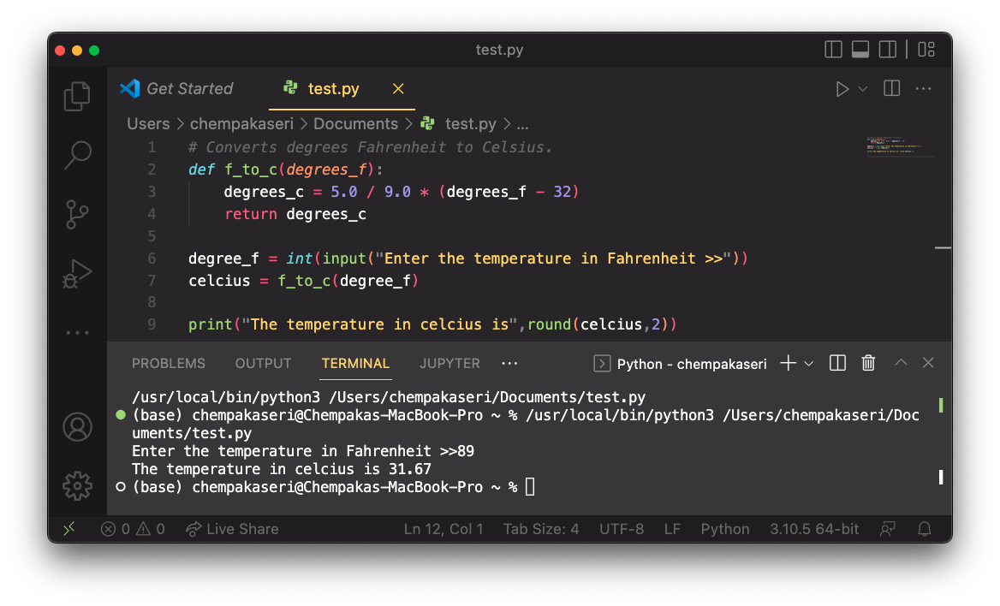 test.py
Get Started
test.py
Users > chempakaseri > Documents > test.py > ...
1 # Converts degrees Fahrenheit to Celsius.
2 def f_to_c(degrees_f):
3     degrees_c = 5.0 / 9.0 * (degrees_f - 32)
4     return degrees_c
5
6 degree_f = int(input("Enter the temperature in Fahrenheit >>"))
7 celcius = f_to_c(degree_f)
8
9 print("The temperature in celcius is",round(celcius,2))
PROBLEMS OUTPUT TERMINAL JUPYTER ... Python - chempakaseri
/usr/local/bin/python3 /Users/chempakaseri/Documents/test.py
(base) chempakaseri@Chempakas-MacBook-Pro ~ % /usr/local/bin/python3 /Users/chempakaseri/Doc
uments/test.py
Enter the temperature in Fahrenheit >>89
The temperature in celcius is 31.67
(base) chempakaseri@Chempakas-MacBook-Pro ~ %
0 0 Live Share Ln 12, Col 1 Tab Size: 4 UTF-8 LF Python 3.10.5 64-bit